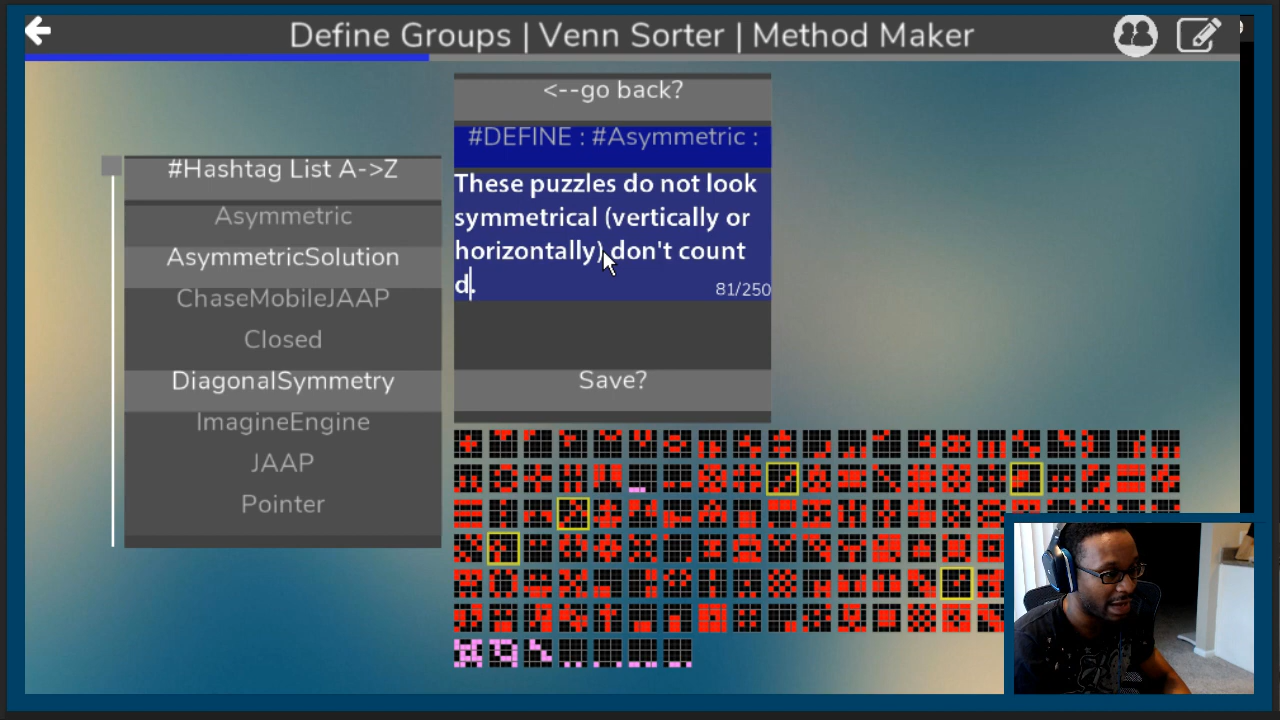 Define Groups | Venn Sorter | Method Maker
<--go back?
#DEFINE : #Asymmetric :
These puzzles do not look
symmetrical (vertically or
horizontally) don't count
d.
81/250
Save?
#Hashtag List A->Z
Asymmetric
AsymmetricSolution
ChaseMobileJAAP
Closed
DiagonalSymmetry
ImagineEngine
JAAP
Pointer